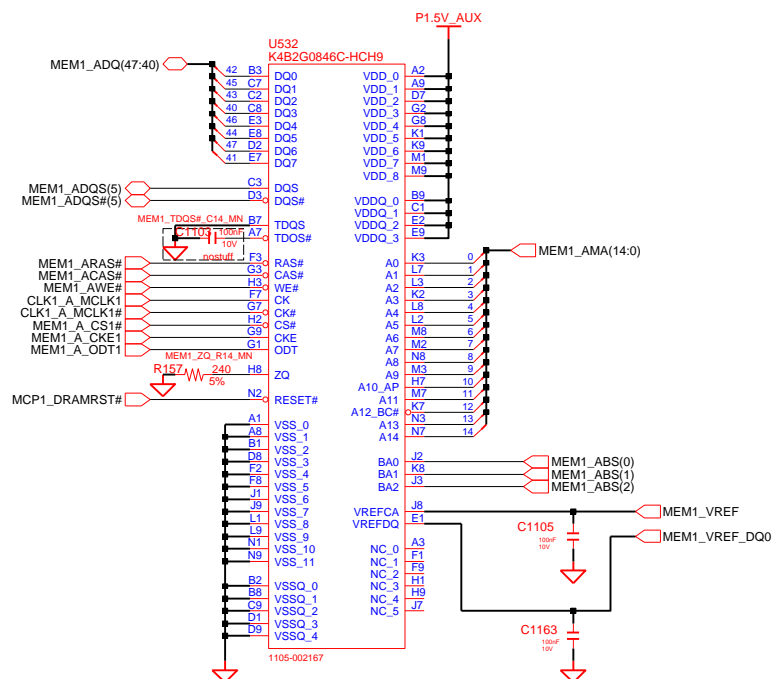 P1.5V_AUX
U532
K4B2G0846C-HCH9
MEM1_ADQ(47:40)
42 B3 DQ0
45 C7 DQ1
43 C2 DQ2
40 C8 DQ3
46 E3 DQ4
44 E8 DQ5
47 D2 DQ6
41 E7 DQ7
VDD_0 A2
VDD_1 A9
VDD_2 D7
VDD_3 G2
VDD_4 G8
VDD_5 K1
VDD_6 K9
VDD_7 M1
VDD_8 M9
MEM1_ADQS(5) C3 DQS
MEM1_ADQS#(5) D3 DQS#
VDDQ_0 B9
VDDQ_1 C1
VDDQ_2 E2
VDDQ_3 E9
MEM1_TDQS#_C14_MN
B7 TDQS
C1103 100nF A7 TDOS#
10V
nostuff
MEM1_AMA(14:0)
MEM1_ARAS# F3 RAS#
MEM1_ACAS# G3 CAS#
MEM1_AWE# H3 WE#
CLK1_A_MCLK1 F7 CK
CLK1_A_MCLK1# G7 CK#
MEM1_A_CS1# H2 CS#
MEM1_A_CKE1 G9 CKE
MEM1_A_ODT1 G1 ODT
A0 K3 0
A1 L7 1
A2 L3 2
A3 K2 3
A4 L8 4
A5 L2 5
A6 M8 6
A7 M2 7
A8 N8 8
A9 M3 9
A10_AP H7 10
A11 M7 11
A12_BC# K7 12
A13 N3 13
A14 N7 14
MEM1_ZQ_R14_MN
R157 240 H8 ZQ
5%
MCP1_DRAMRST# N2 RESET#
A1 VSS_0
A8 VSS_1
B1 VSS_2
D8 VSS_3
F2 VSS_4
F8 VSS_5
J1 VSS_6
J9 VSS_7
L1 VSS_8
L9 VSS_9
N1 VSS_10
N9 VSS_11
BA0 J2 MEM1_ABS(0)
BA1 K8 MEM1_ABS(1)
BA2 J3 MEM1_ABS(2)
VREFCA J8 MEM1_VREF
VREFDQ E1 MEM1_VREF_DQ0
C1105
100nF
10V
NC_0 A3
NC_1 F1
NC_2 F9
NC_3 H1
NC_4 H9
NC_5 J7
B2 VSSQ_0
B8 VSSQ_1
C9 VSSQ_2
D1 VSSQ_3
D9 VSSQ_4
C1163
100nF
10V
1105-002167